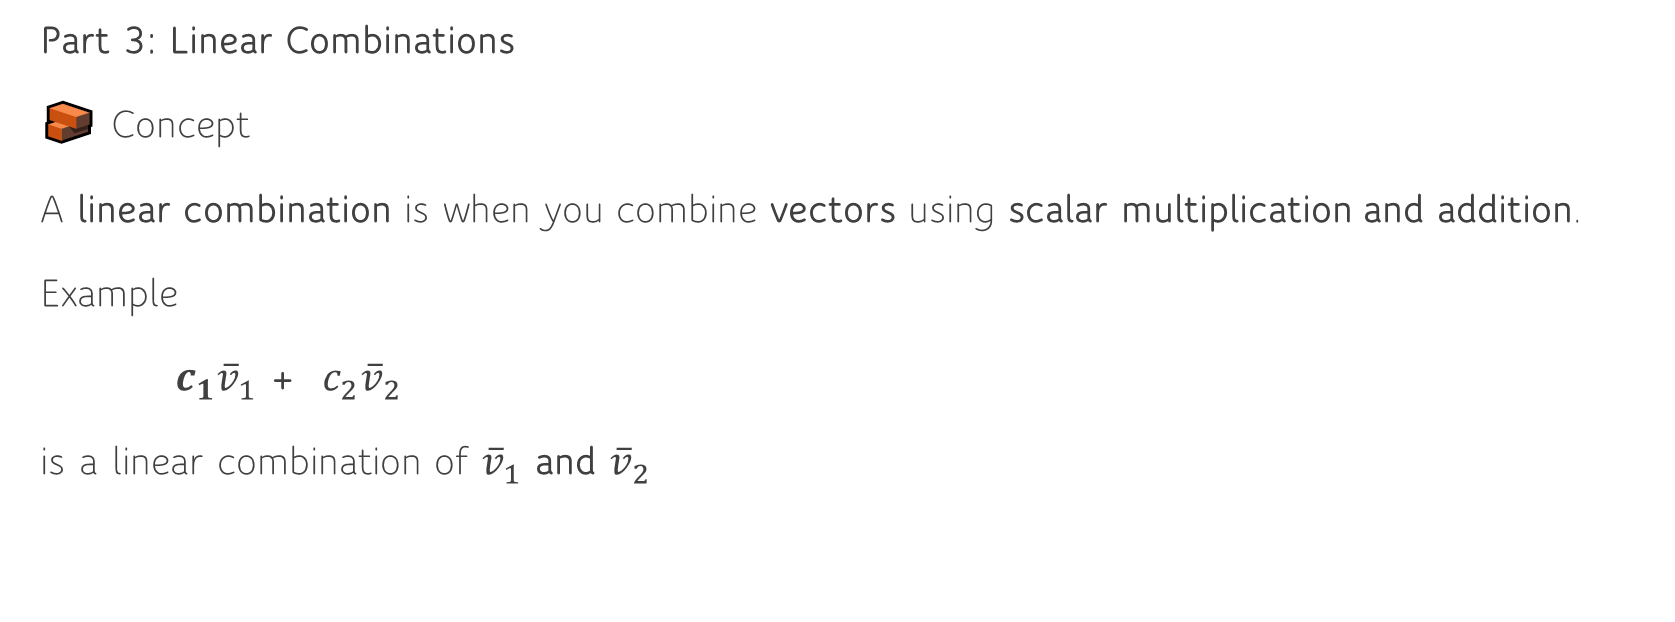 Part 3: Linear Combinations
Concept
A linear combination is when you combine vectors using scalar multiplication and addition.
Example
c₁v̄₁ + c₂v̄₂
is a linear combination of v̄₁ and v̄₂